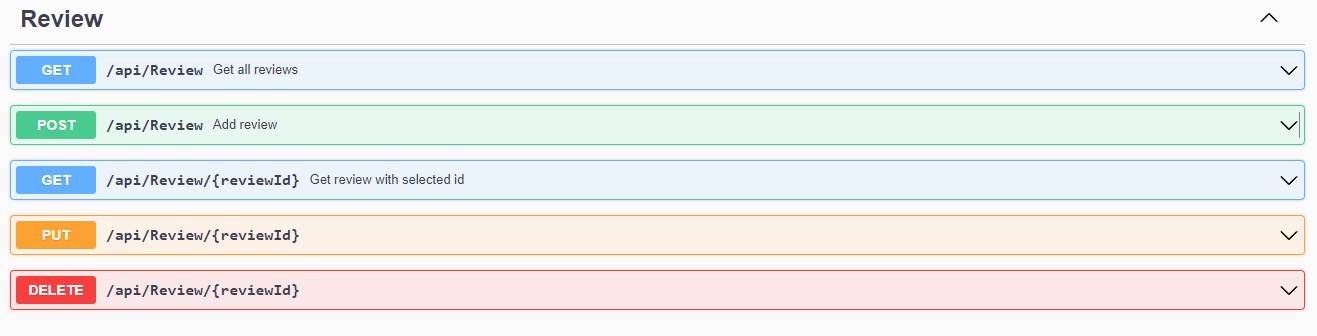 Review
GET /api/Review Get all reviews
POST /api/Review Add review
GET /api/Review/{reviewId} Get review with selected id
PUT /api/Review/{reviewId}
DELETE /api/Review/{reviewId}